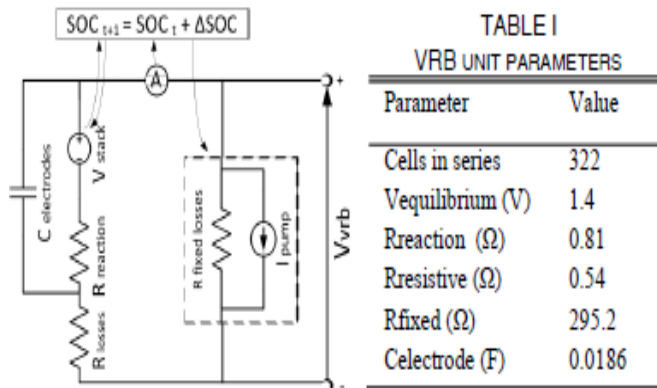 SOC t+1 = SOC t + ΔSOC
A
+
V stack
C electrodes
R reaction
R losses
R fixed losses
I pump
Vvrb
-
TABLE I
VRB UNIT PARAMETERS
Parameter Value
Cells in series 322
Vequilibrium (V) 1.4
Rreaction (Ω) 0.81
Rresistive (Ω) 0.54
Rfixed (Ω) 295.2
Celectrode (F) 0.0186